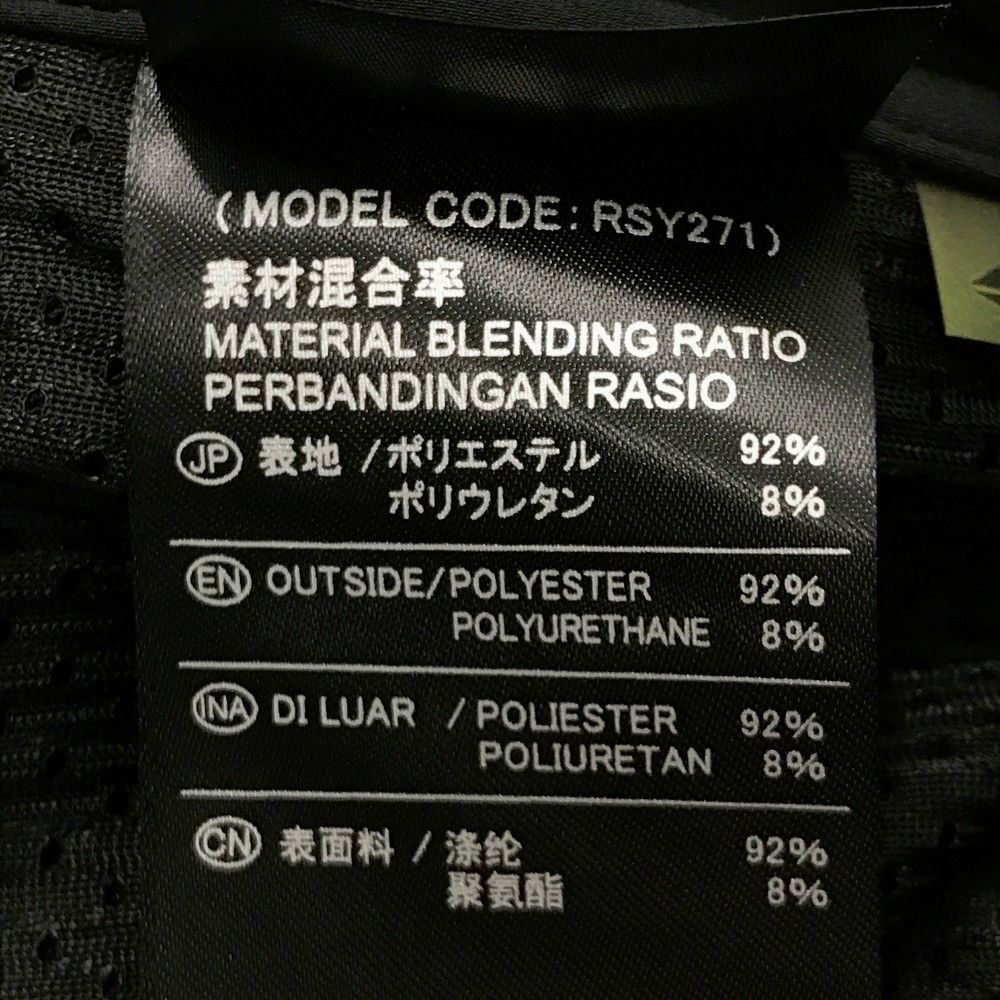 (MODEL CODE: RSY271)
素材混合率
MATERIAL BLENDING RATIO
PERBANDINGAN RASIO
JP 表地 /ポリエステル 92%
ポリウレタン 8%
EN OUTSIDE/POLYESTER 92%
POLYURETHANE 8%
INA DI LUAR / POLIESTER 92%
POLIURETAN 8%
CN 表面料 / 涤纶 92%
聚氨酯 8%